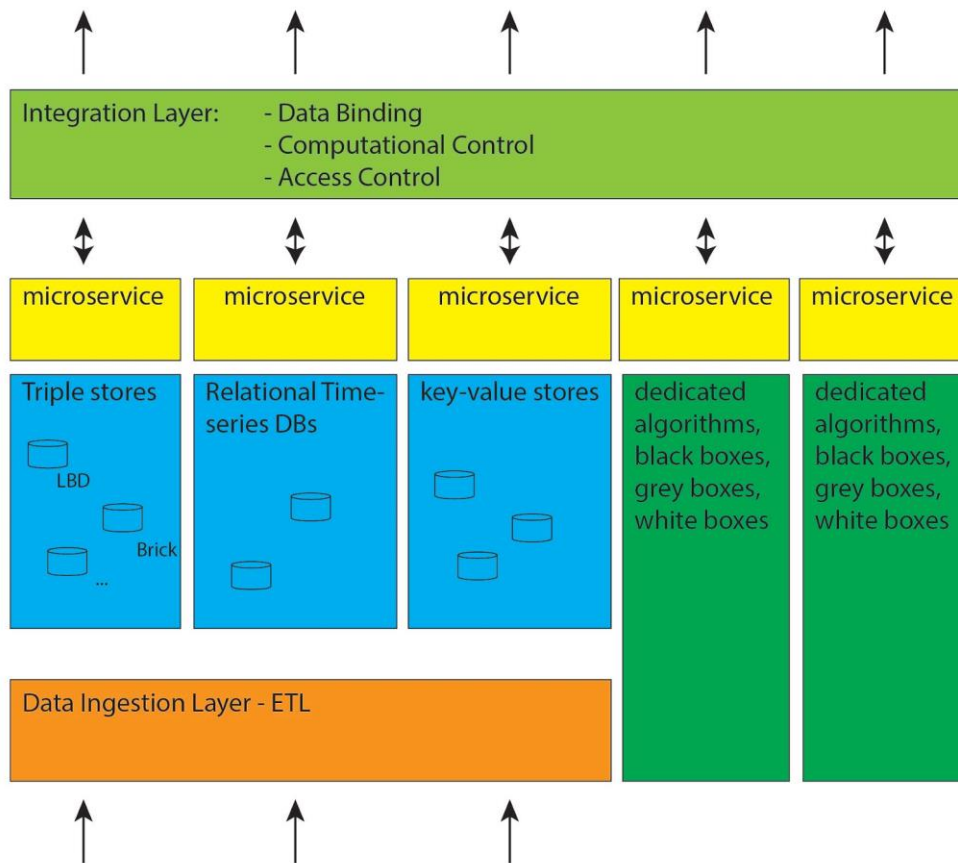 Integration Layer: - Data Binding
- Computational Control
- Access Control
microservice
microservice
microservice
microservice
microservice
Triple stores
LBD
Brick
...
Relational Time-
series DBs
key-value stores
dedicated
algorithms,
black boxes,
grey boxes,
white boxes
dedicated
algorithms,
black boxes,
grey boxes,
white boxes
Data Ingestion Layer - ETL